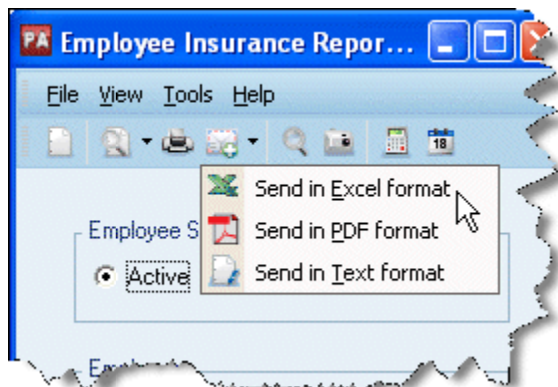 PA Employee Insurance Repor...
File View Tools Help
18
Send in Excel format
Employee S
Send in PDF format
Active
Send in Text format